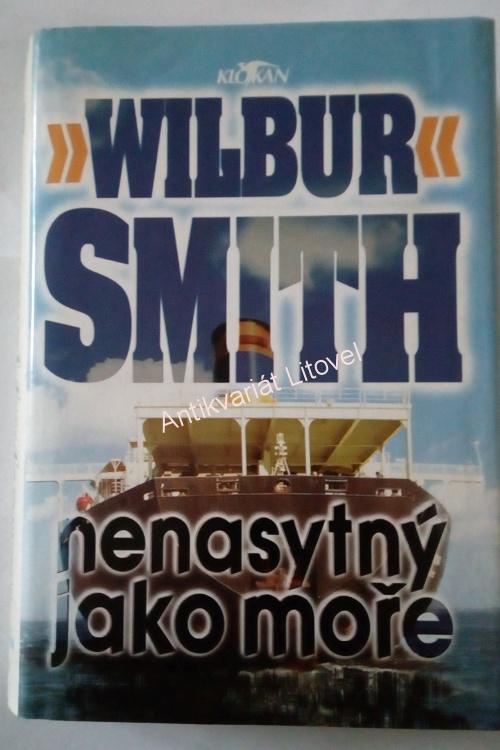 KLOKAN
»WILBUR«
SMITH
Antikvariát Litovel
nenasytný
jako moře